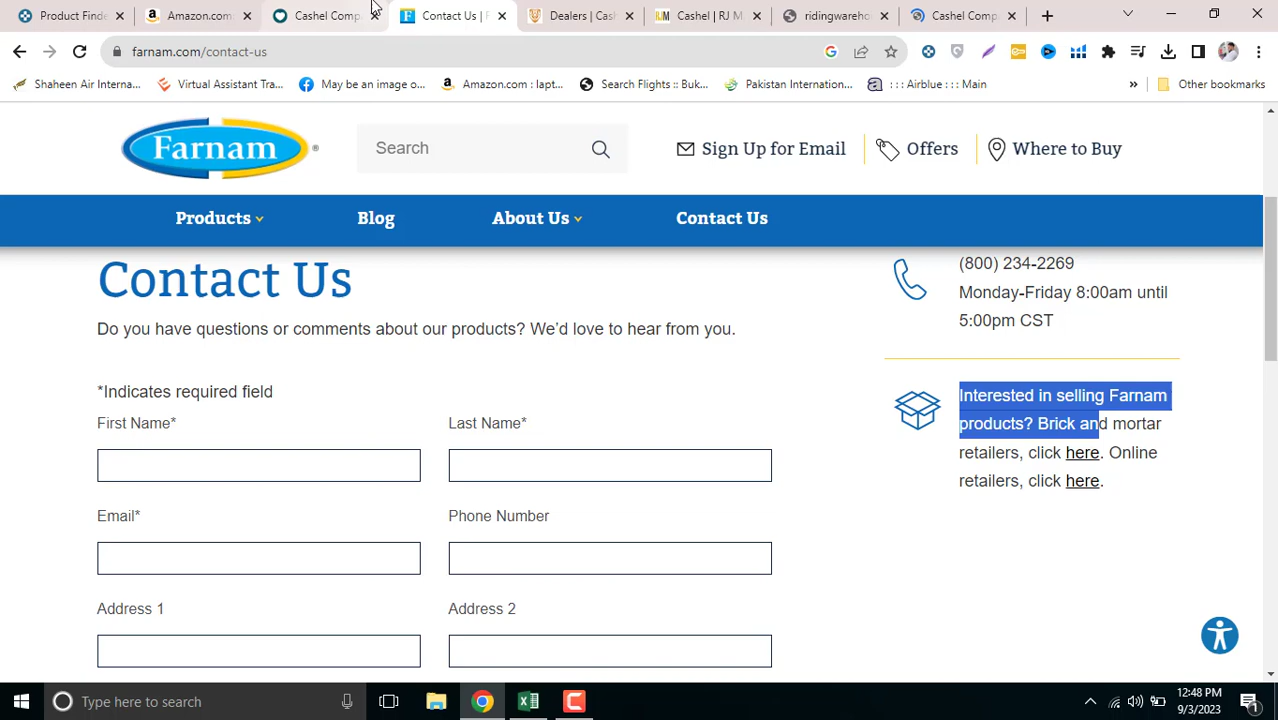 Product Finde
Amazon.com
Cashel Comp
Contact Us | F
Dealers | Cash
Cashel | RJ M
ridingwareho
Cashel Comp
farnam.com/contact-us
Shaheen Air Interna...
Virtual Assistant Tra...
May be an image o...
Amazon.com : lapt...
Search Flights :: Buk...
Pakistan Internation...
: : : Airblue : : : Main
Other bookmarks
Farnam
Search
Sign Up for Email
Offers
Where to Buy
Products
Blog
About Us
Contact Us
Contact Us
Do you have questions or comments about our products? We'd love to hear from you.
*Indicates required field
First Name*
Last Name*
Email*
Phone Number
Address 1
Address 2
(800) 234-2269
Monday-Friday 8:00am until
5:00pm CST
Interested in selling Farnam
products? Brick and mortar
retailers, click here. Online
retailers, click here.
Type here to search
12:48 PM
9/3/2023